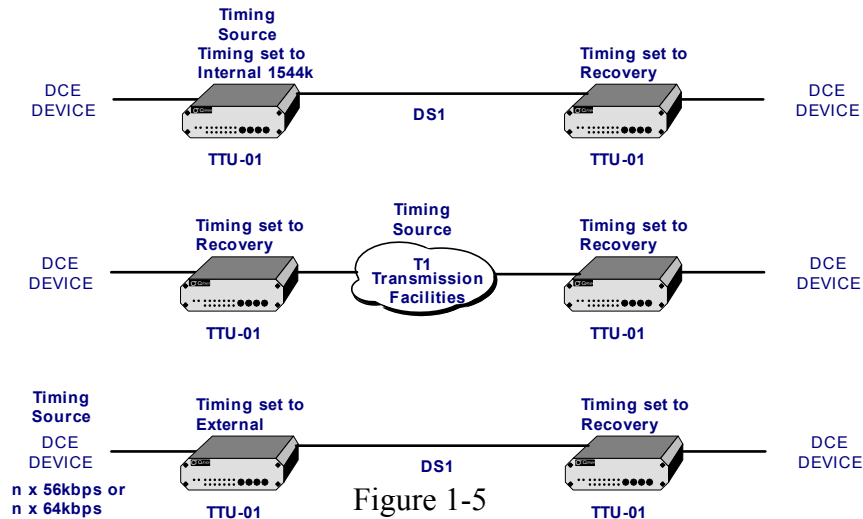 Timing
Source
Timing set to
Internal 1544k
Timing set to
Recovery
DCE
DEVICE
DS1
DCE
DEVICE
TTU-01
TTU-01
Timing set to
Recovery
Timing
Source
Timing set to
Recovery
DCE
DEVICE
T1
Transmission
Facilities
DCE
DEVICE
TTU-01
TTU-01
Timing
Source
Timing set to
External
Timing set to
Recovery
DCE
DEVICE
DS1
DCE
DEVICE
n x 56kbps or
n x 64kbps
TTU-01
Figure 1-5
TTU-01